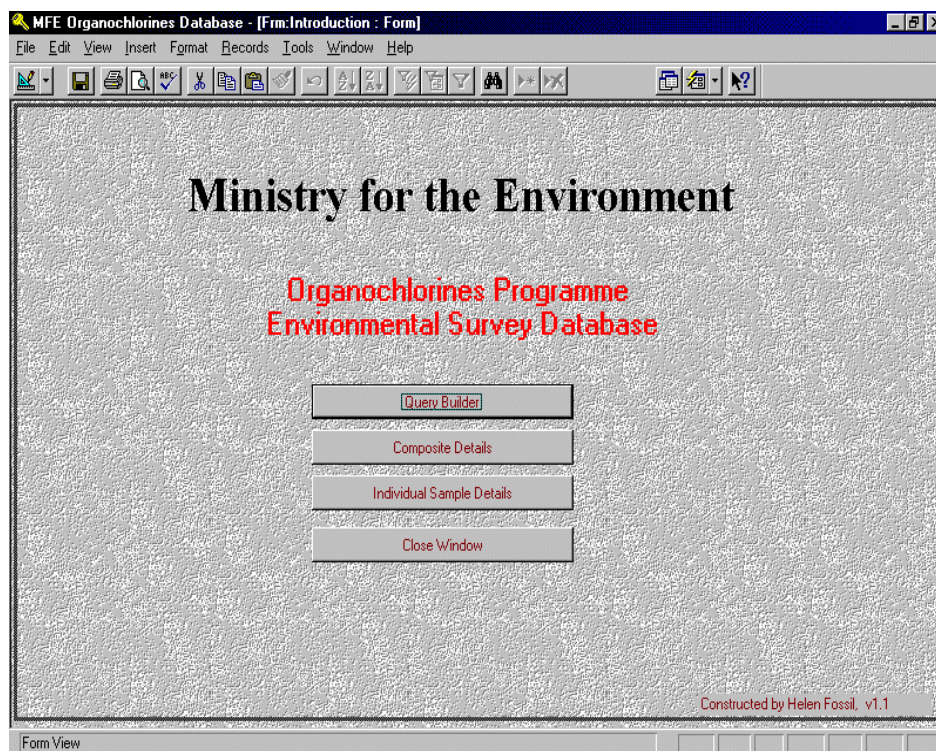 MFE Organochlorines Database - [Frm:Introduction : Form]
File Edit View Insert Format Records Tools Window Help
Ministry for the Environment
Organochlorines Programme
Environmental Survey Database
Query Builder
Composite Details
Individual Sample Details
Close Window
Constructed by Helen Fossil, v1.1
Form View